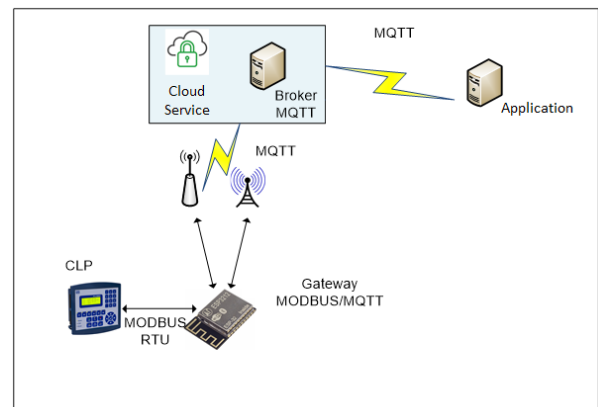 MQTT
Cloud
Service
Broker
MQTT
Application
MQTT
CLP
Gateway
MODBUS/MQTT
MODBUS
RTU